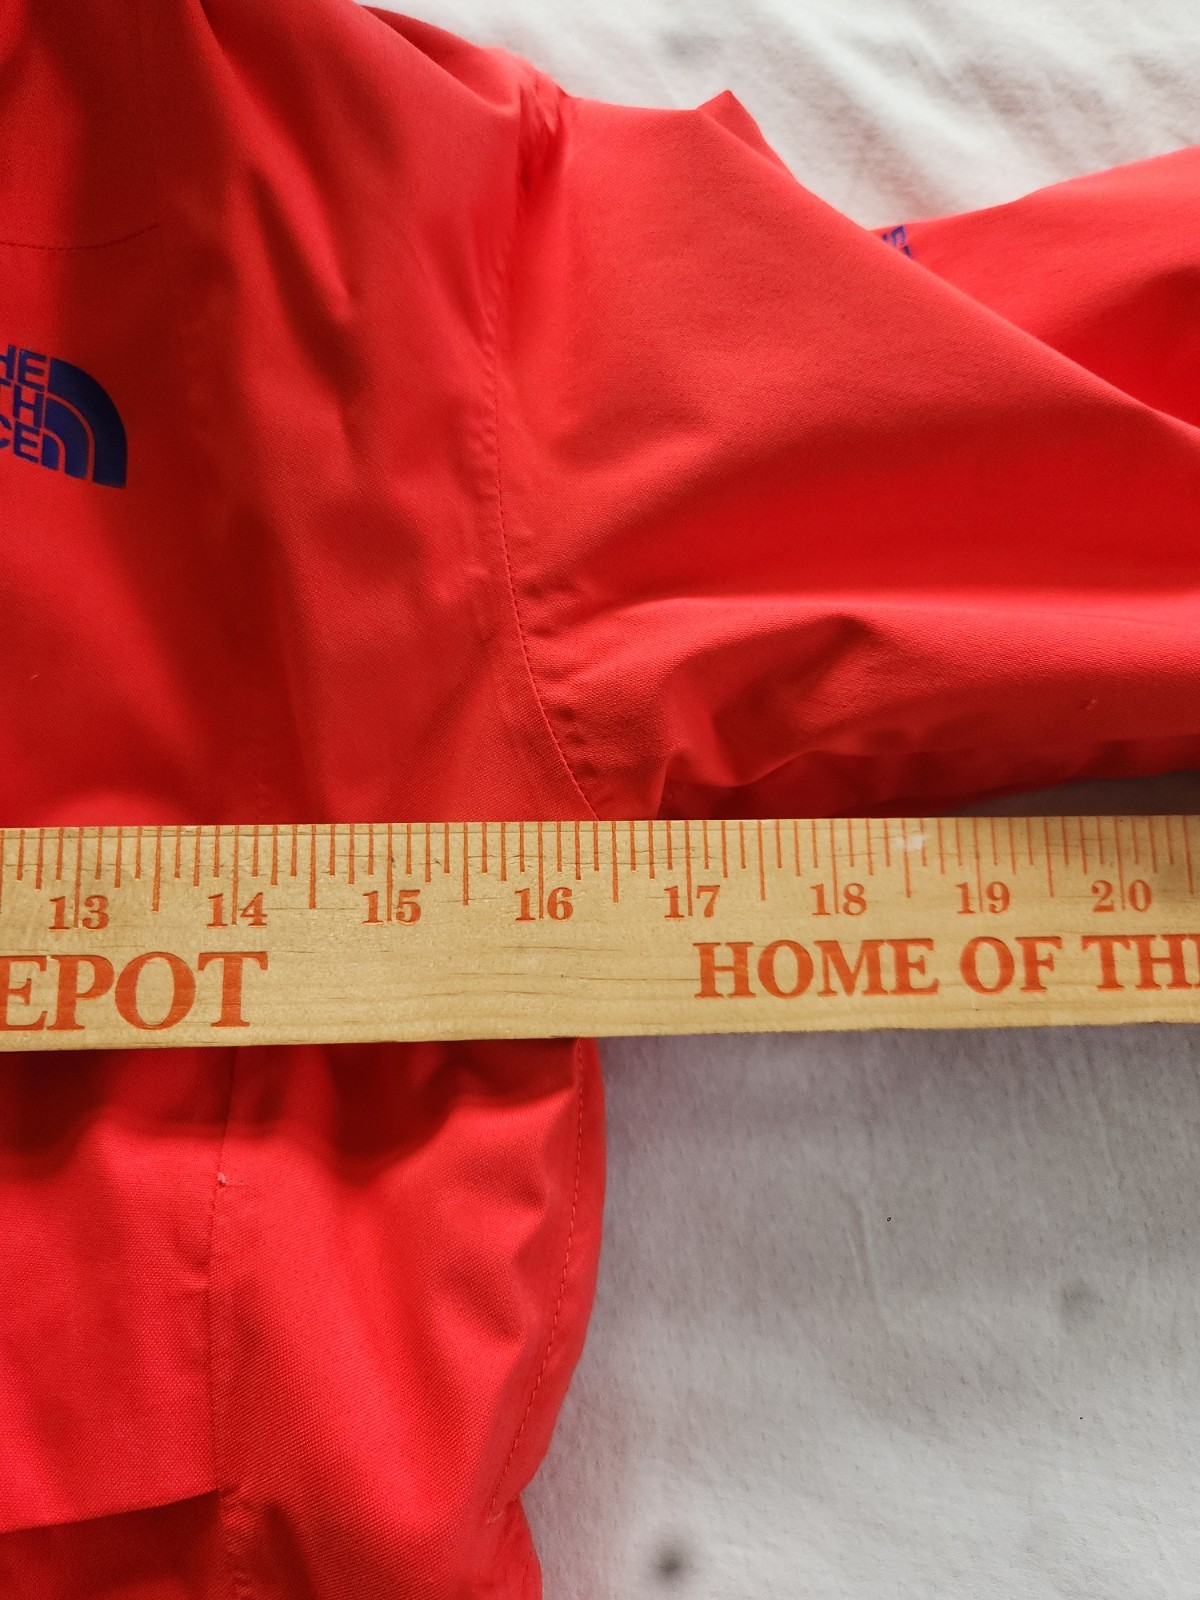 HE
TH
CE
13 14 15 16 17 18 19 20
EPOT HOME OF TH